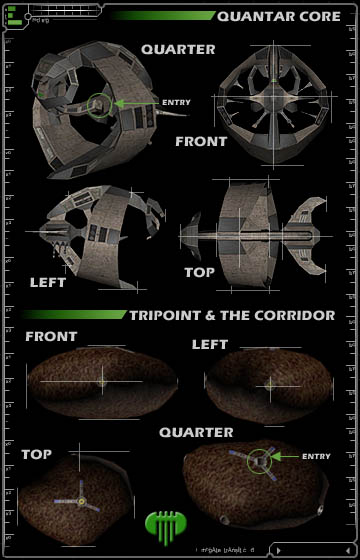 QUANTAR CORE
QUARTER
ENTRY
FRONT
LEFT
TOP
TRIPOINT & THE CORRIDOR
FRONT
LEFT
QUARTER
TOP
ENTRY